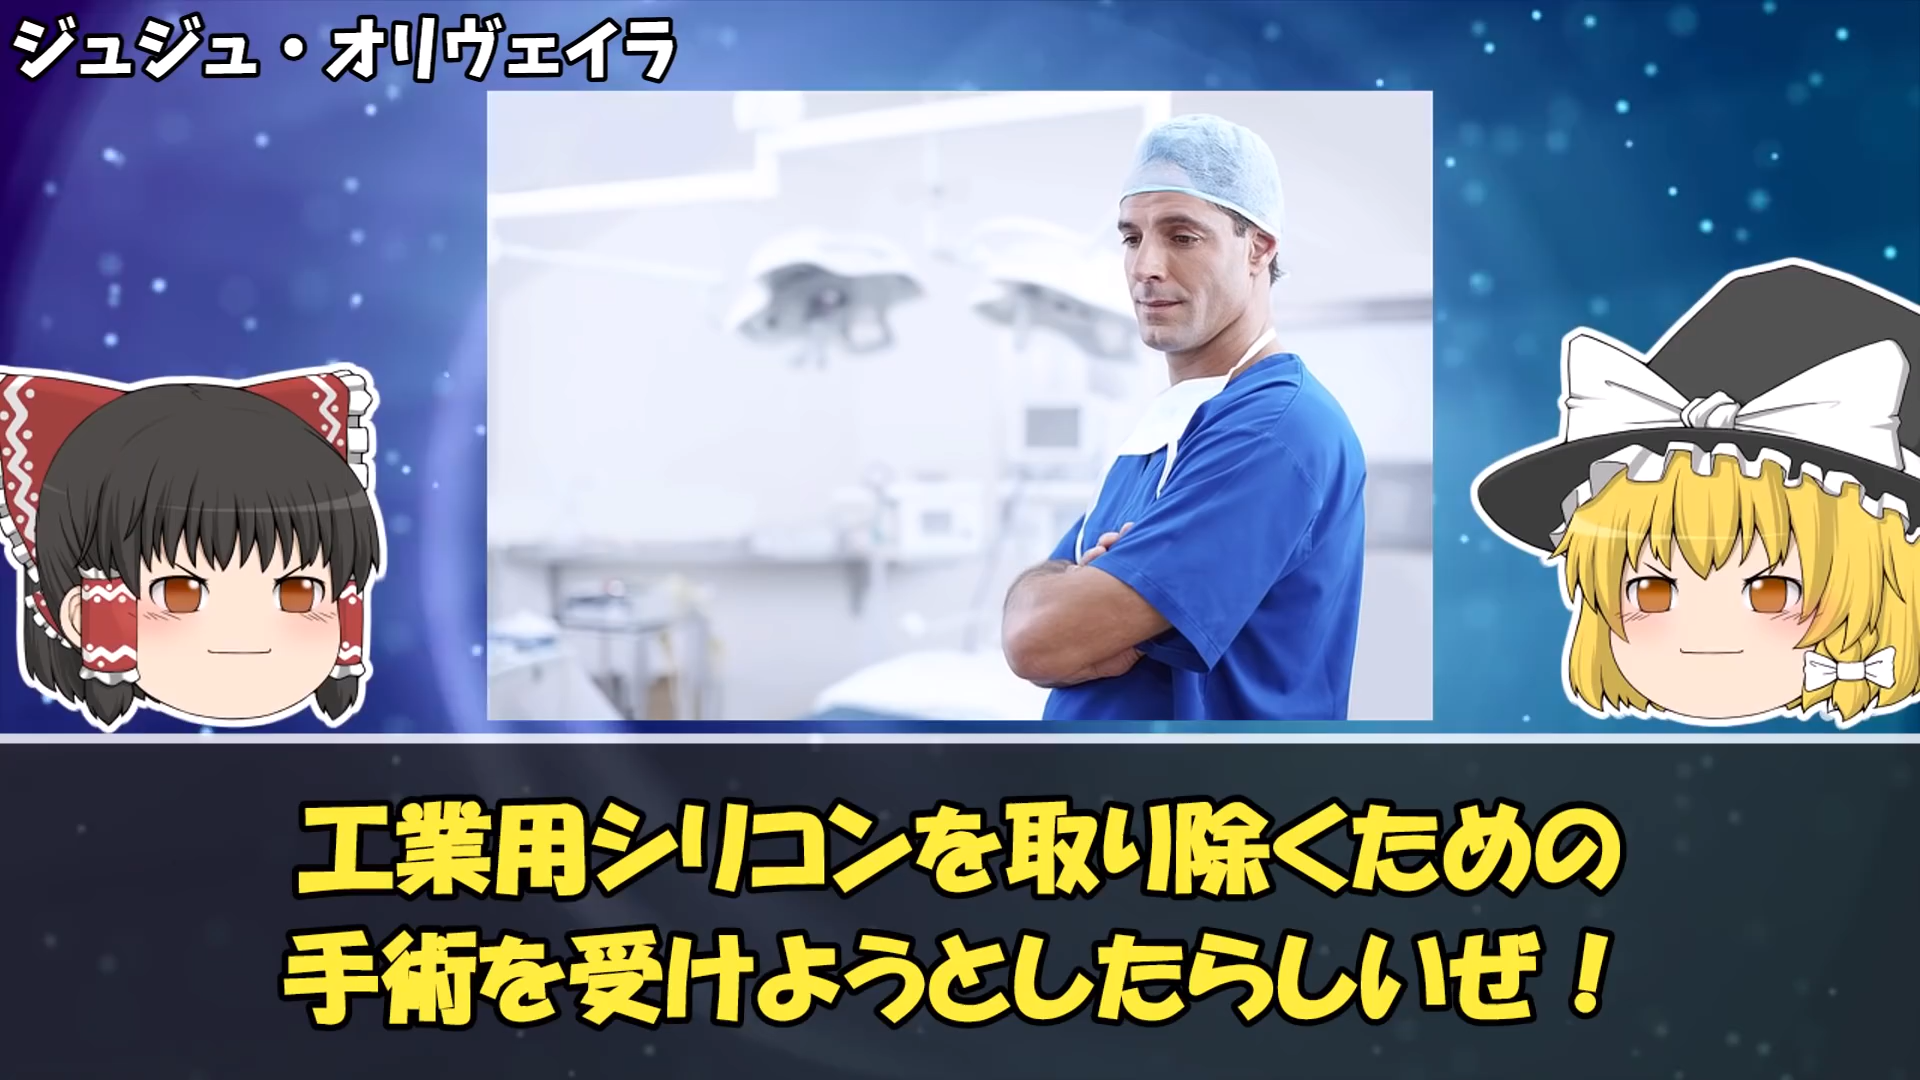 ジュジュ・オリヴェイラ
工業用シリコンを取り除くための
手術を受けようとしたらしいぜ！